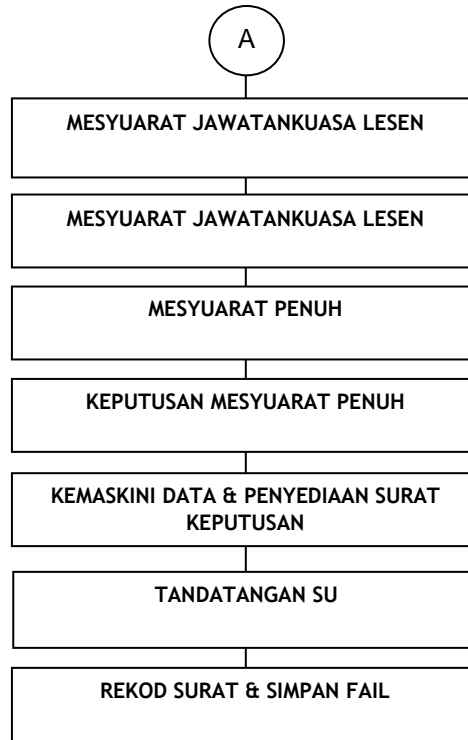 A
MESYUARAT JAWATANKUASA LESEN
MESYUARAT JAWATANKUASA LESEN
MESYUARAT PENUH
KEPUTUSAN MESYUARAT PENUH
KEMASKINI DATA & PENYEDIAAN SURAT
KEPUTUSAN
TANDATANGAN SU
REKOD SURAT & SIMPAN FAIL